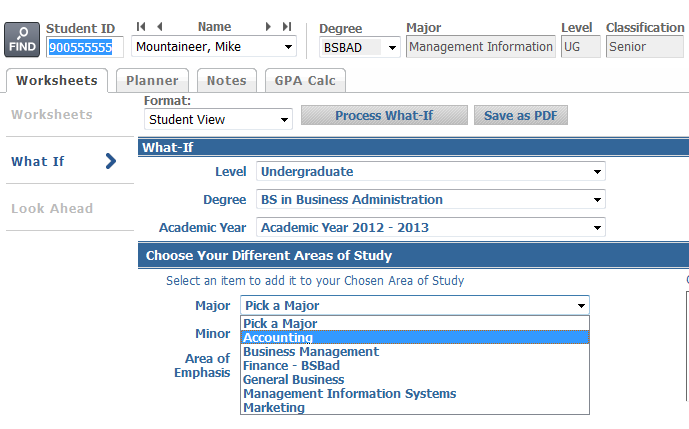 Student ID Name Degree Major Level Classification
FIND 900555555 Mountaineer, Mike BSBAD Management Information UG Senior
Worksheets Planner Notes GPA Calc
Format:
Worksheets
Student View Process What-If Save as PDF
What-If
What If
Level Undergraduate
Degree BS in Business Administration
Look Ahead
Academic Year Academic Year 2012 - 2013
Choose Your Different Areas of Study
Select an item to add it to your Chosen Area of Study
Major Pick a Major
Pick a Major
Minor
Accounting
Business Management
Area of Emphasis
Finance - BSBad
General Business
Management Information Systems
Marketing